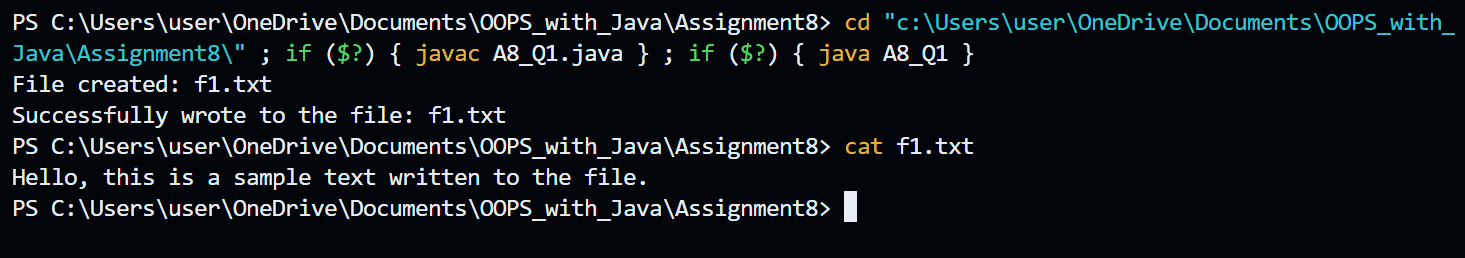 PS C:\Users\user\OneDrive\Documents\OOPS_with_Java\Assignment8> cd "c:\Users\user\OneDrive\Documents\OOPS_with_
Java\Assignment8\" ; if ($?) { javac A8_Q1.java } ; if ($?) { java A8_Q1 }
File created: f1.txt
Successfully wrote to the file: f1.txt
PS C:\Users\user\OneDrive\Documents\OOPS_with_Java\Assignment8> cat f1.txt
Hello, this is a sample text written to the file.
PS C:\Users\user\OneDrive\Documents\OOPS_with_Java\Assignment8>